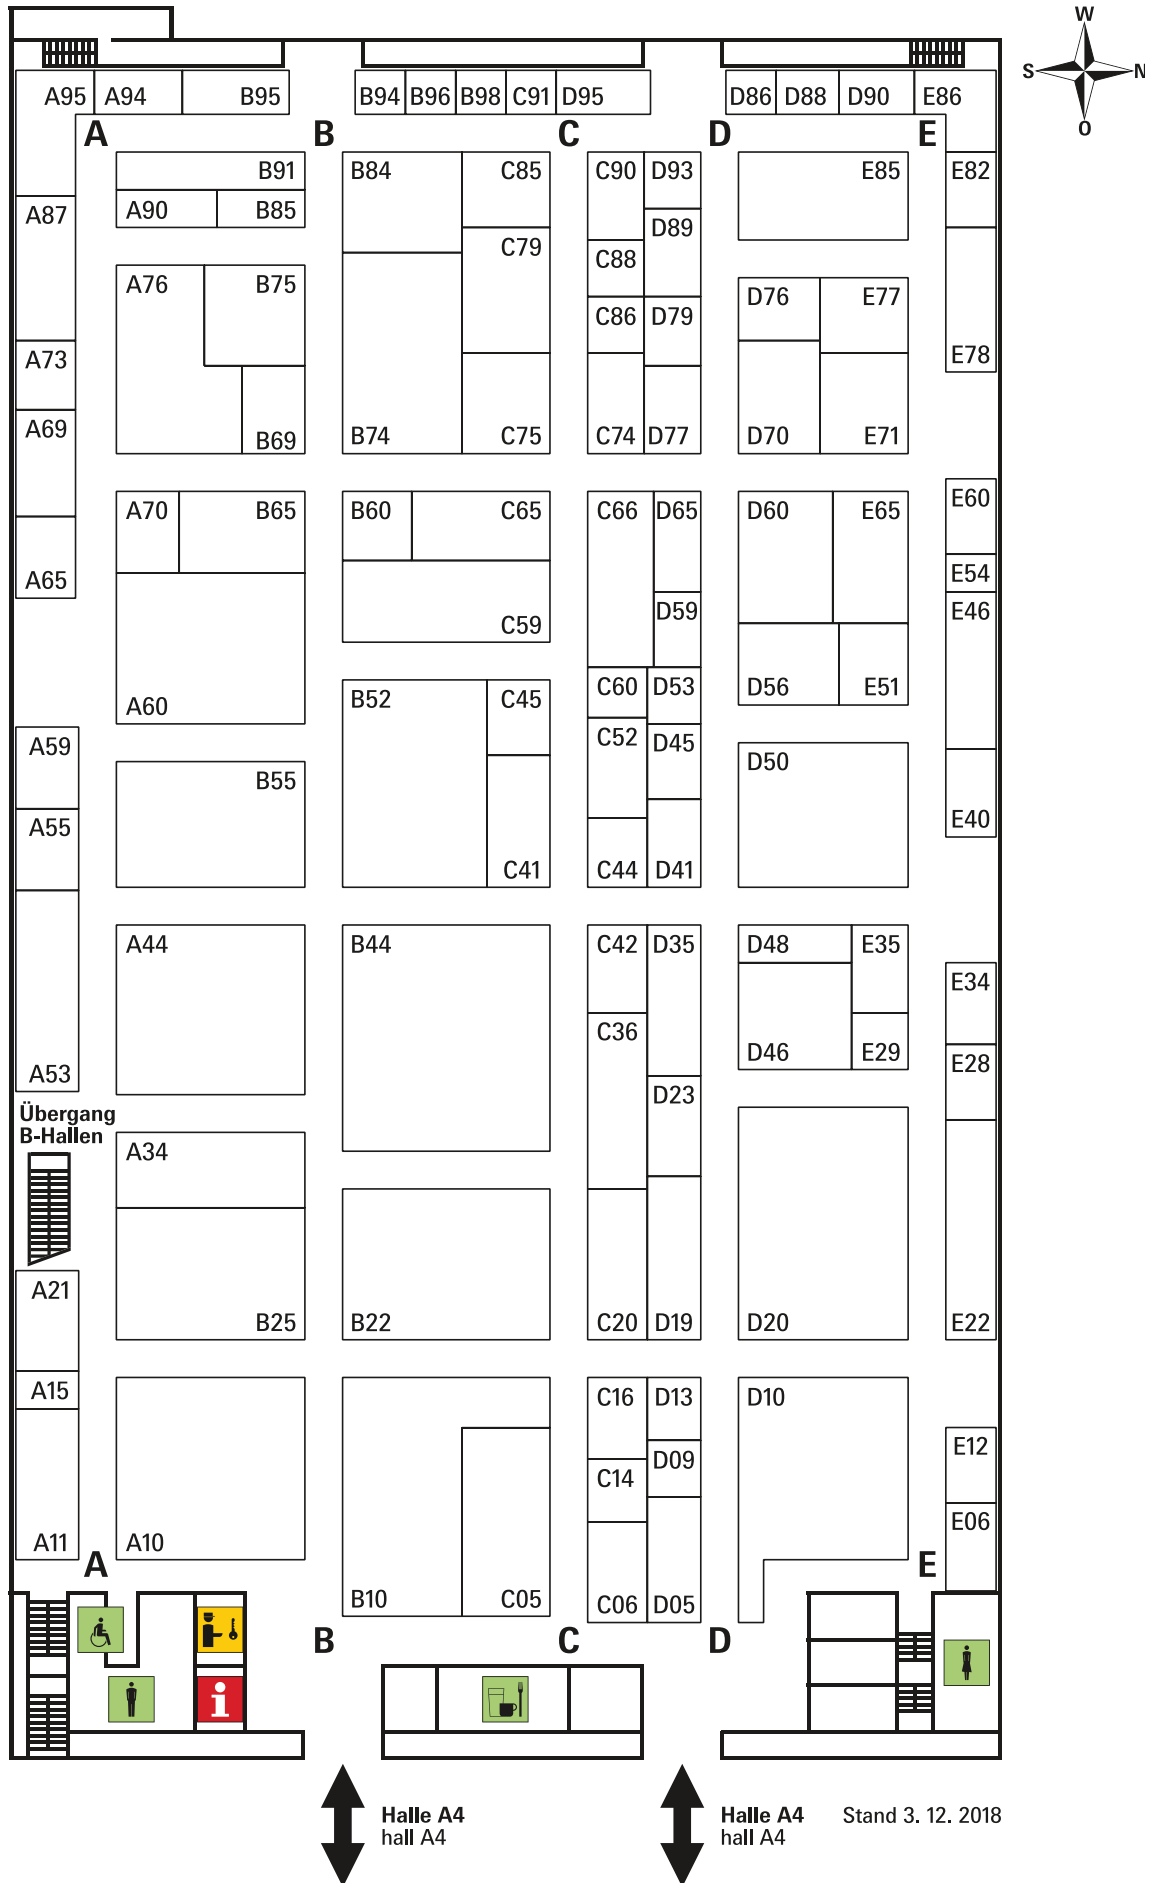 W
S N
O
A95 A94 B95 B94 B96 B98 C91 D95 D86 D88 D90 E86
A B C D E
B91 B84 C85 C90 D93 E85 E82
A87 A90 B85 D89
C79 C88
A76 B75 D76 E77
C86 D79
A73 E78
A69 B69 B74 C75 C74 D77 D70 E71
E60
A70 B65 B60 C65 C66 D65 D60 E65
A65 E54
D59 E46
C59
A60 B52 C45 C60 D53 D56 E51
A59 C52 D45
B55 D50
A55 E40
C41 C44 D41
A44 B44 C42 D35 D48 E35
E34
C36
A53 D46 E29 E28
Übergang
B-Hallen
D23
A34
A21
B25 B22 C20 D19 D20 E22
A15 C16 D13 D10
E12
D09
C14
E06
A11 A10
A E
B10 C05 C06 D05
B C D
i
Halle A4 Halle A4 Stand 3. 12. 2018
hall A4 hall A4